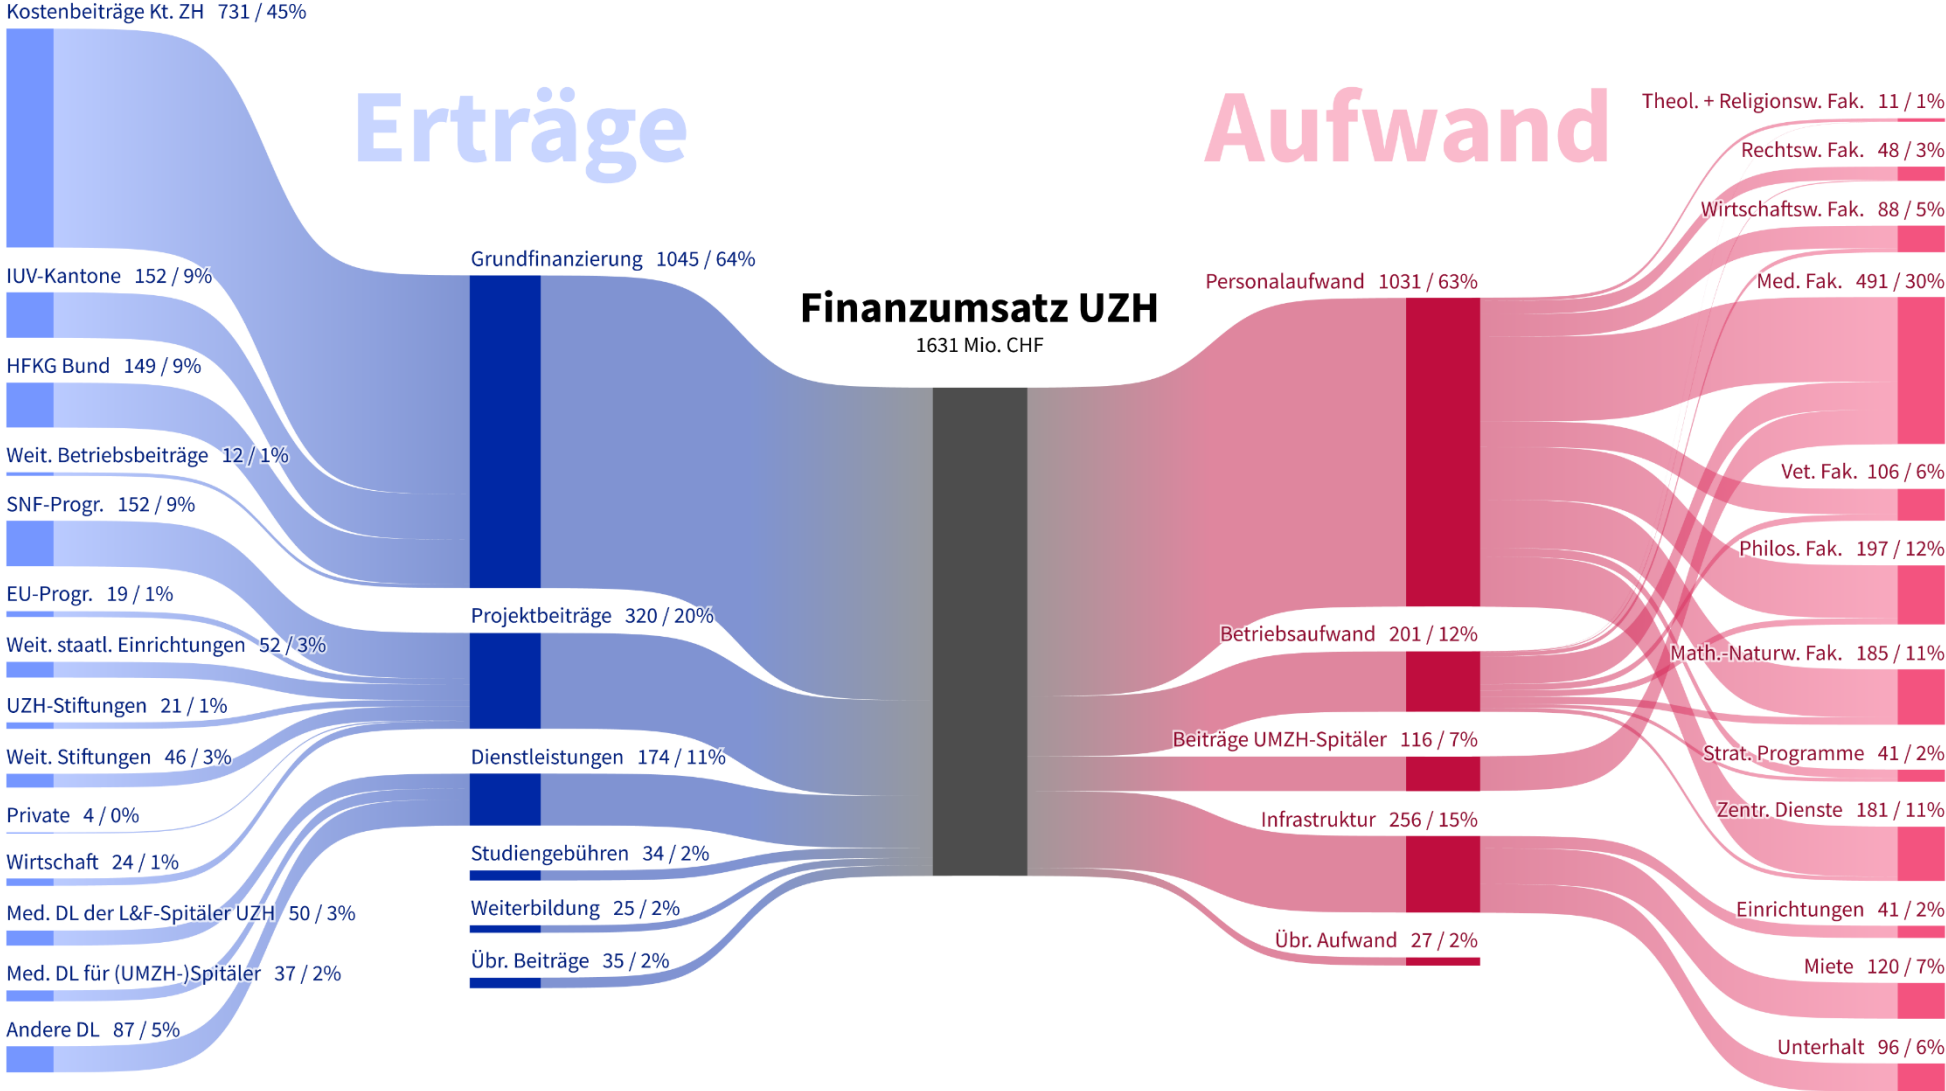 Kostenbeiträge Kt. ZH 731 / 45%
IUV-Kantone 152 / 9%
HFKG Bund 149 / 9%
Weit. Betriebsbeiträge 12 / 1%
SNF-Progr. 152 / 9%
EU-Progr. 19 / 1%
Weit. staatl. Einrichtungen 52 / 3%
UZH-Stiftungen 21 / 1%
Weit. Stiftungen 46 / 3%
Private 4 / 0%
Wirtschaft 24 / 1%
Med. DL der L&F-Spitäler UZH 50 / 3%
Med. DL für (UMZH-)Spitäler 37 / 2%
Andere DL 87 / 5%
Erträge
Grundfinanzierung 1045 / 64%
Projektbeiträge 320 / 20%
Dienstleistungen 174 / 11%
Studiengebühren 34 / 2%
Weiterbildung 25 / 2%
Übr. Beiträge 35 / 2%
Finanzumsatz UZH
1631 Mio. CHF
Aufwand
Personalaufwand 1031 / 63%
Betriebsaufwand 201 / 12%
Beiträge UMZH-Spitäler 116 / 7%
Infrastruktur 256 / 15%
Übr. Aufwand 27 / 2%
Theol. + Religionsw. Fak. 11 / 1%
Rechtsw. Fak. 48 / 3%
Wirtschaftsw. Fak. 88 / 5%
Med. Fak. 491 / 30%
Vet. Fak. 106 / 6%
Philos. Fak. 197 / 12%
Math.-Naturw. Fak. 185 / 11%
Strat. Programme 41 / 2%
Zentr. Dienste 181 / 11%
Einrichtungen 41 / 2%
Miete 120 / 7%
Unterhalt 96 / 6%